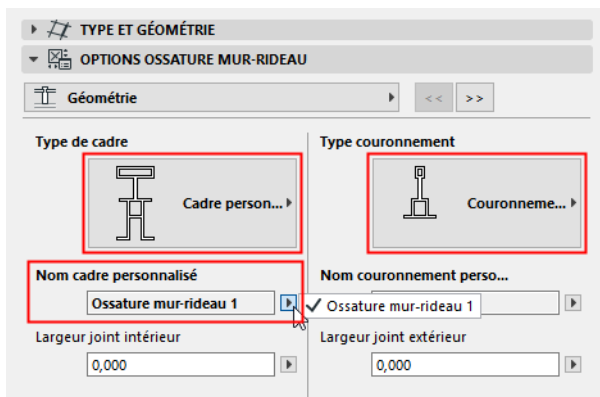 TYPE ET GÉOMÉTRIE
OPTIONS OSSATURE MUR-RIDEAU
Géométrie
<< >>
Type de cadre
Type couronnement
Cadre person...
Couronneme...
Nom cadre personnalisé
Nom couronnement perso...
Ossature mur-rideau 1
✓ Ossature mur-rideau 1
Largeur joint intérieur
Largeur joint extérieur
0,000
0,000